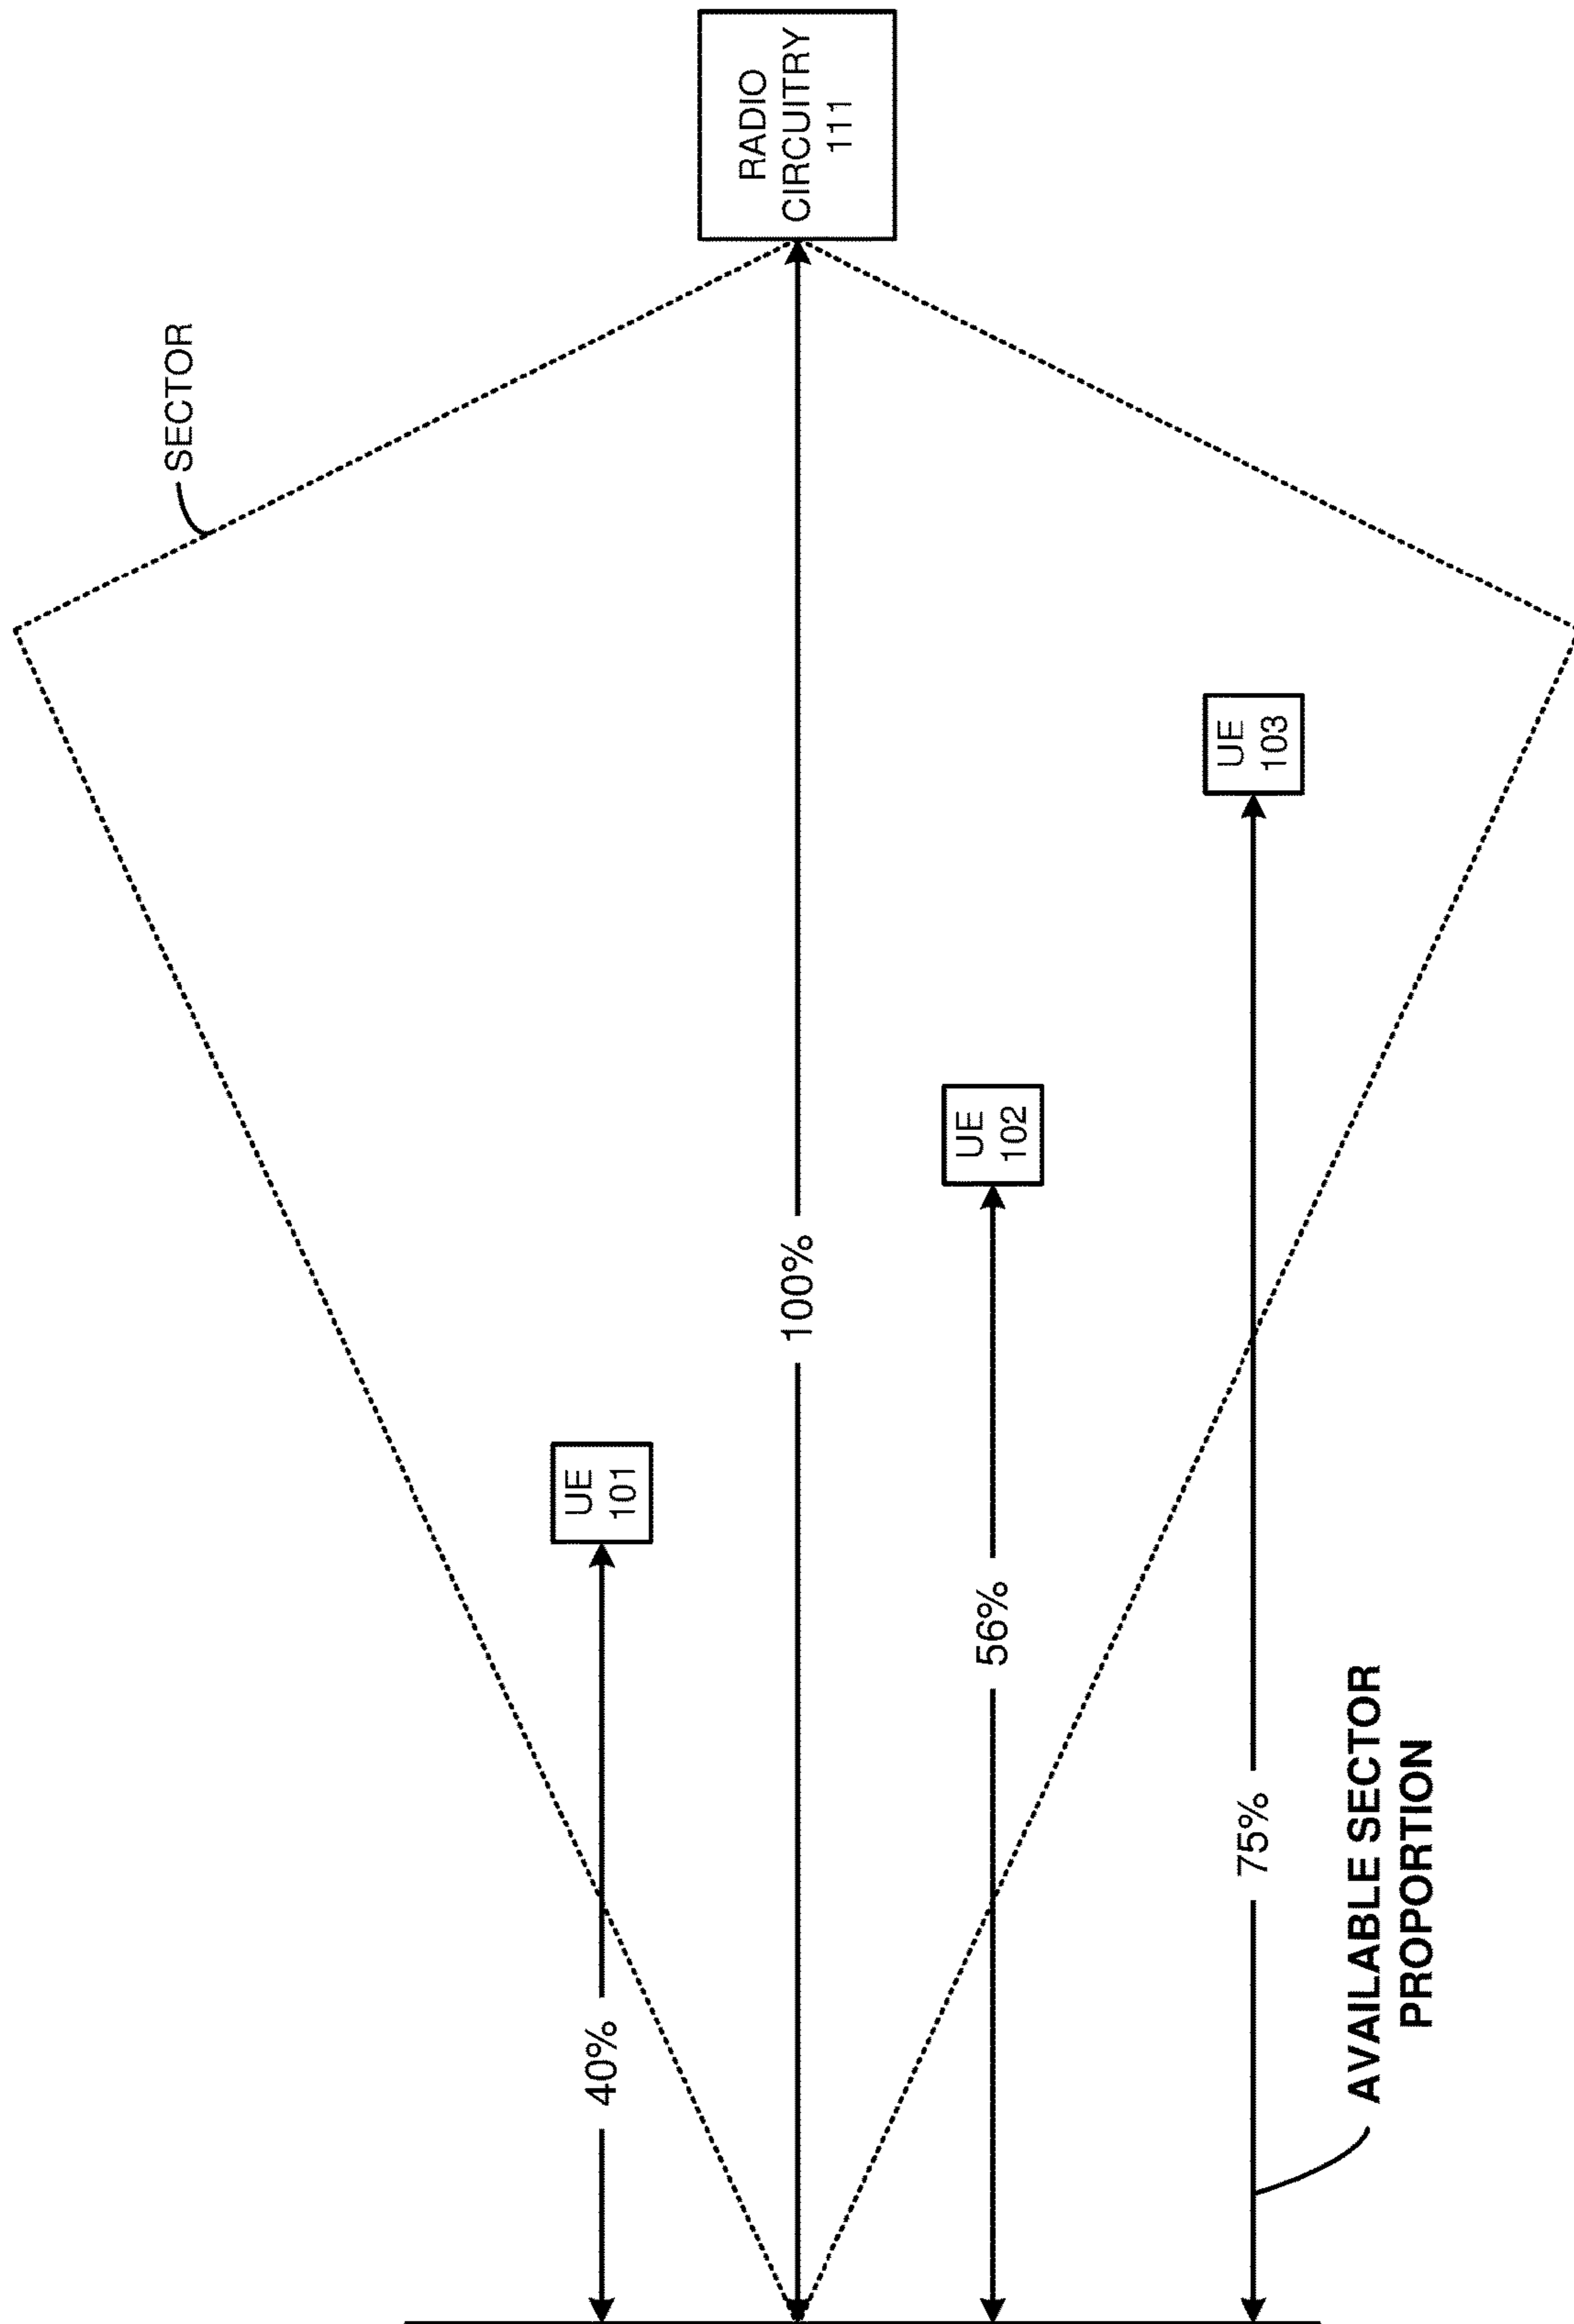 SECTOR
RADIO
CIRCUITRY
111
UE
101
40%
100%
UE
102
56%
UE
103
75%
AVAILABLE SECTOR
PROPORTION